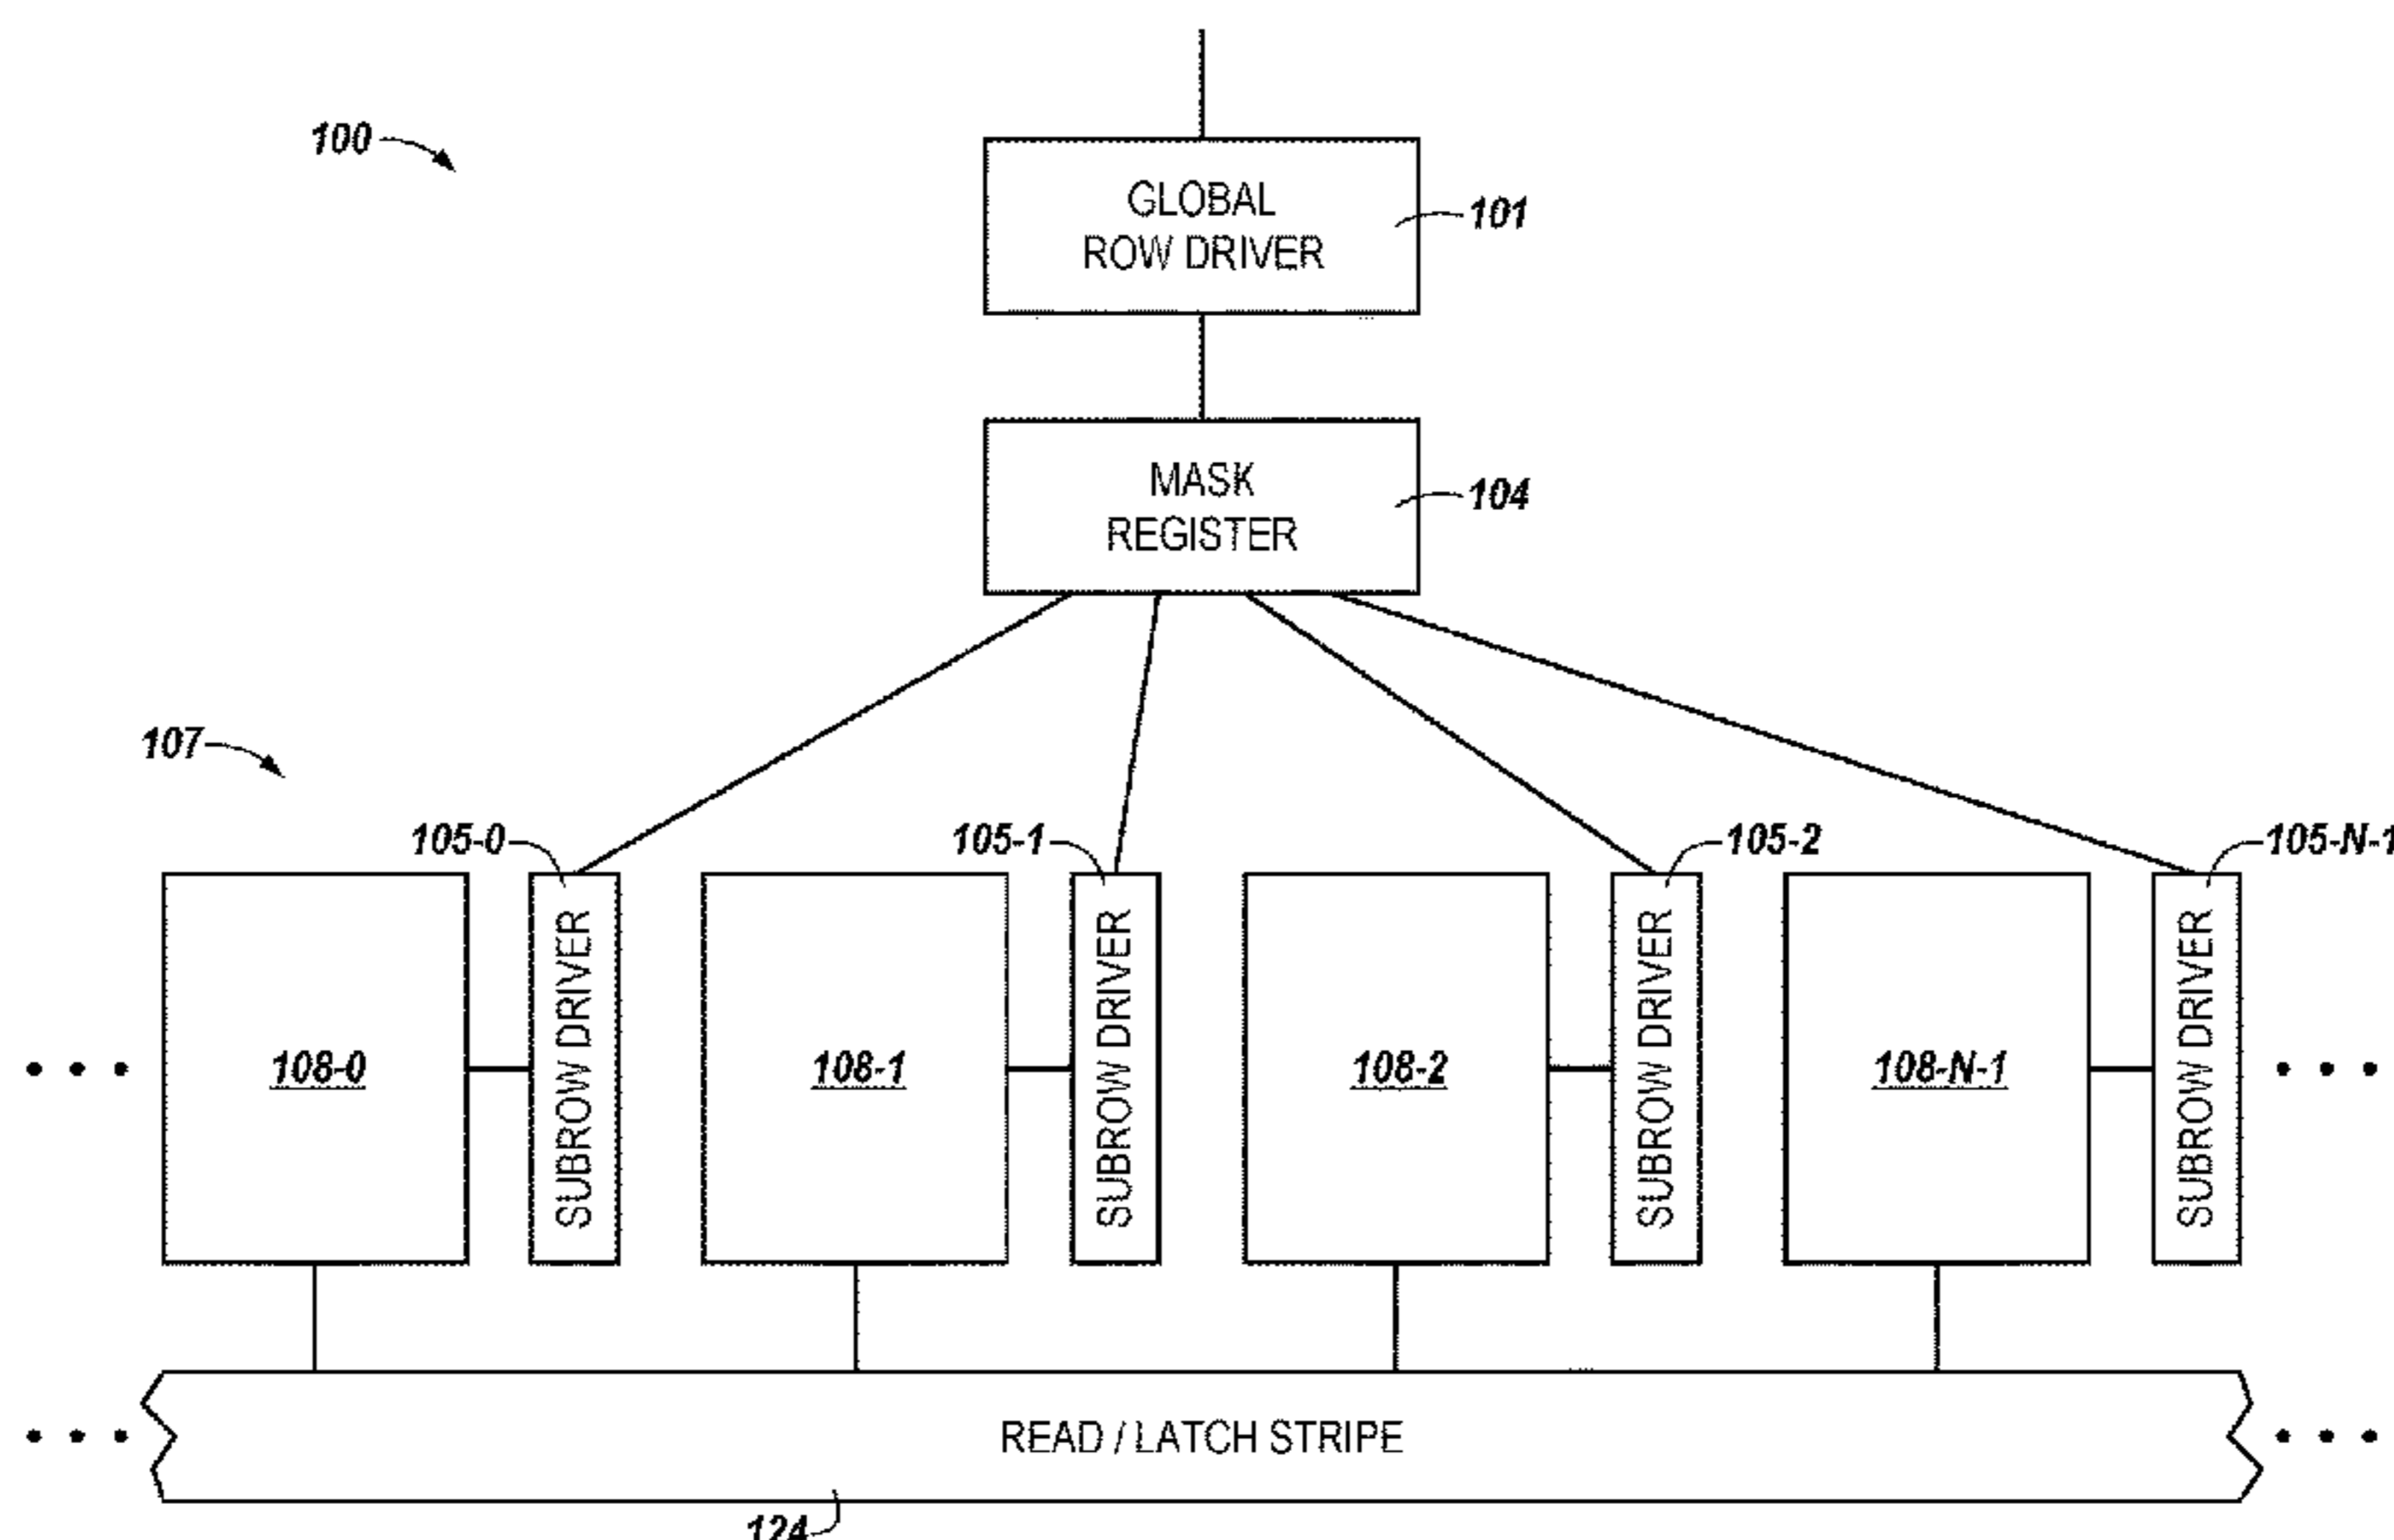 100
GLOBAL
ROW DRIVER
101
MASK
REGISTER
104
107
105-0
105-1
105-2
105-N-1
108-0
SUBROW DRIVER
108-1
SUBROW DRIVER
108-2
SUBROW DRIVER
108-N-1
SUBROW DRIVER
READ / LATCH STRIPE
124